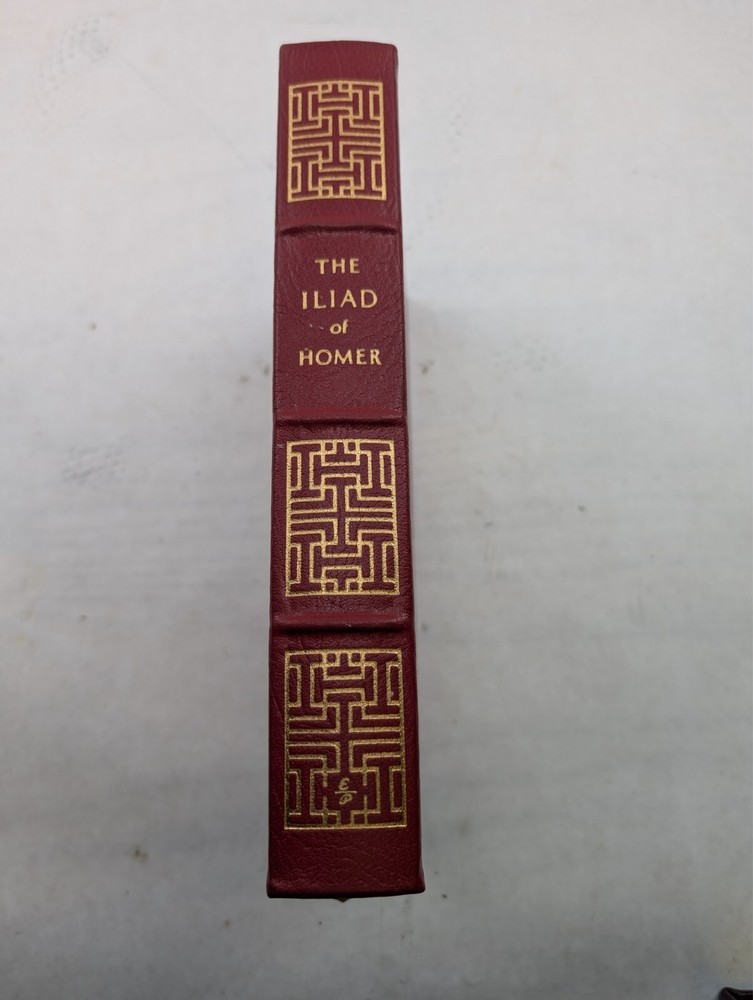 THE
ILIAD
of
HOMER